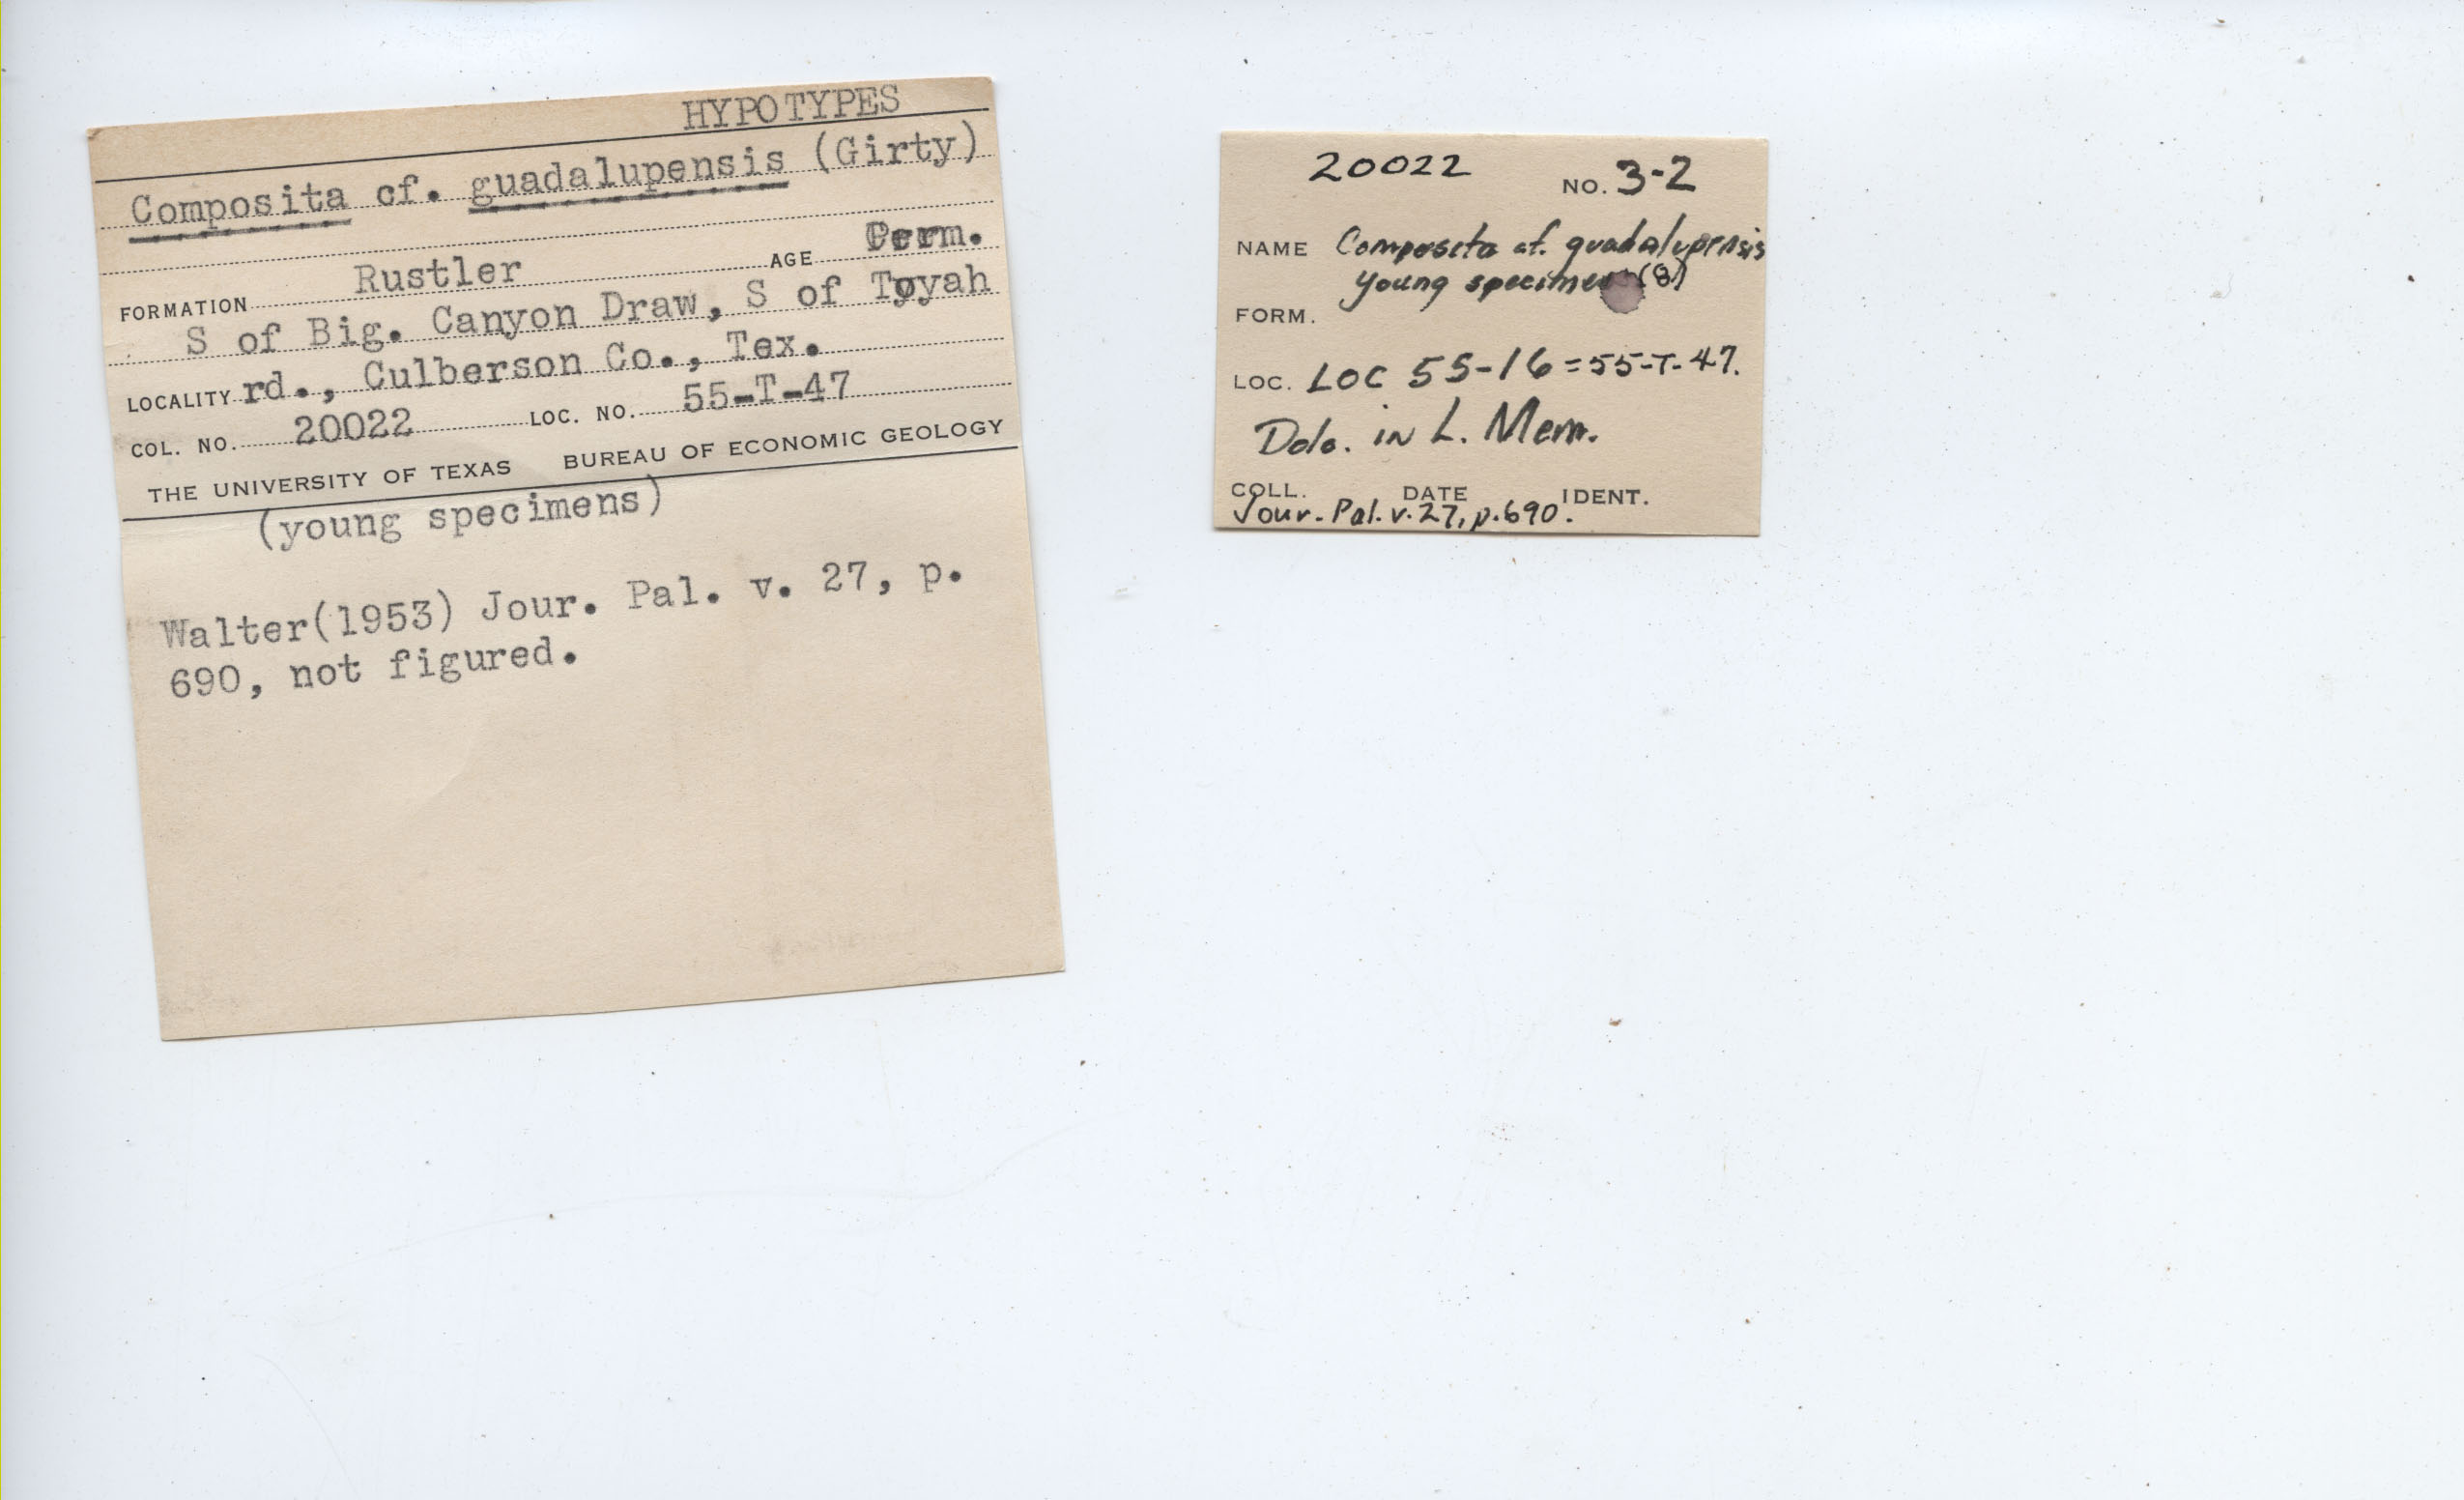 HYPOTYPES
Composita cf. guadalupensis (Girty)
FORMATION Rustler AGE Perm.
S of Big. Canyon Draw, S of Toyah
LOCALITY rd., Culberson Co., Tex.
COL. NO. 20022 LOC. NO. 55-T-47
THE UNIVERSITY OF TEXAS BUREAU OF ECONOMIC GEOLOGY
(young specimens)
Walter(1953) Jour. Pal. v. 27, p.
690, not figured.
20022 NO. 3-2
NAME Composita cf. guadalupensis
young specimen (8)
FORM.
LOC. LOC 55-16 = 55-T-47.
Dolo. in L. Mem.
COLL. DATE IDENT.
Jour. Pal. v. 27, p. 690.